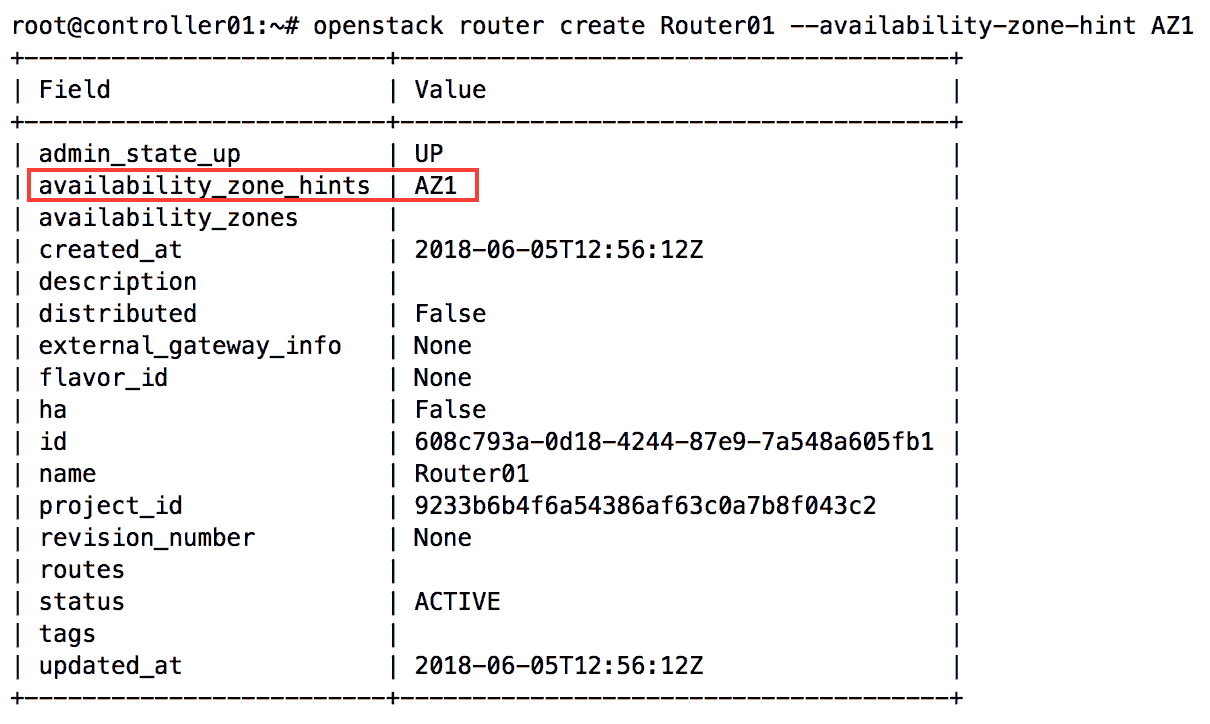 root@controller01:~# openstack router create Router01 --availability-zone-hint AZ1
+-------------------------+--------------------------------------+
| Field                   | Value                                |
+-------------------------+--------------------------------------+
| admin_state_up          | UP                                   |
| availability_zone_hints | AZ1                                  |
| availability_zones      |                                      |
| created_at              | 2018-06-05T12:56:12Z                 |
| description             |                                      |
| distributed             | False                                |
| external_gateway_info   | None                                 |
| flavor_id               | None                                 |
| ha                      | False                                |
| id                      | 608c793a-0d18-4244-87e9-7a548a605fb1 |
| name                    | Router01                             |
| project_id              | 9233b6b4f6a54386af63c0a7b8f043c2     |
| revision_number         | None                                 |
| routes                  |                                      |
| status                  | ACTIVE                               |
| tags                    |                                      |
| updated_at              | 2018-06-05T12:56:12Z                 |
+-------------------------+--------------------------------------+